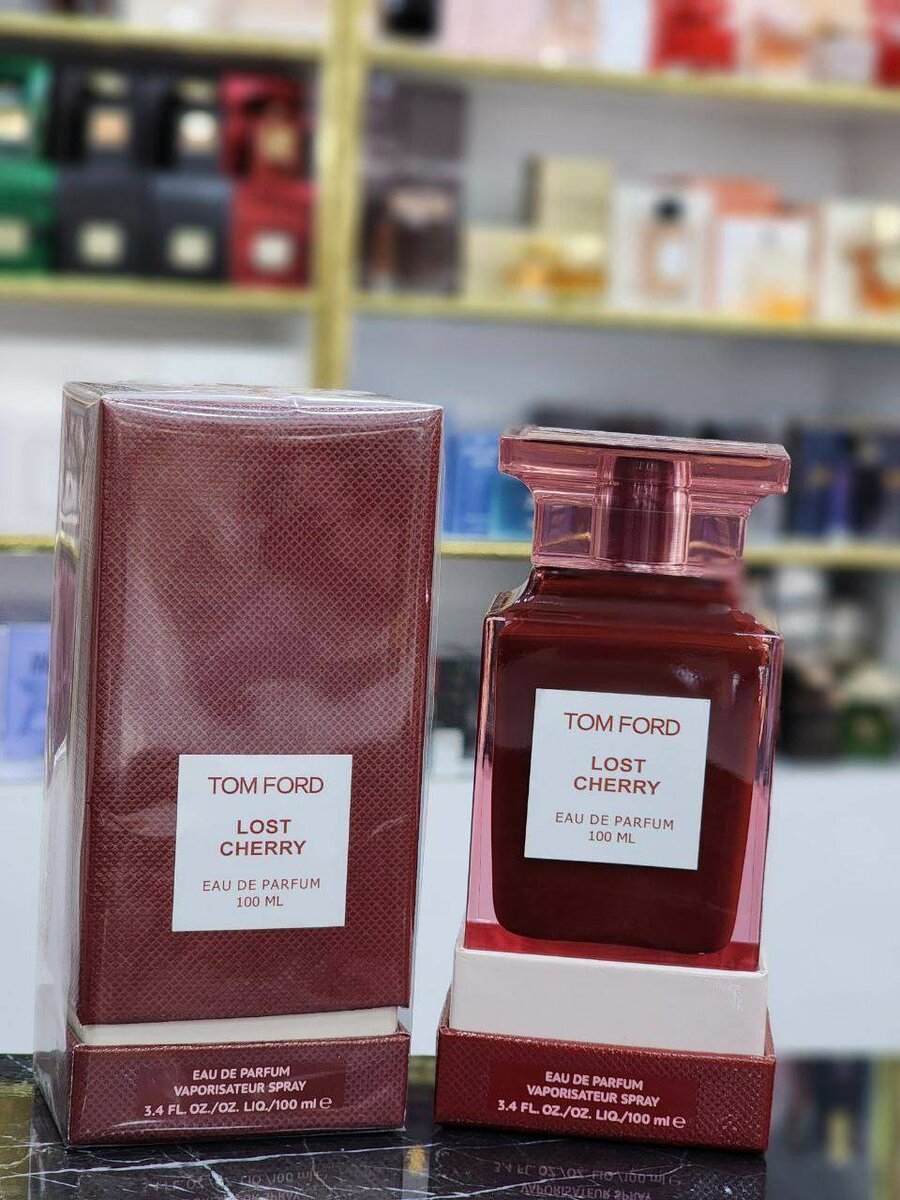 TOM FORD
LOST
CHERRY
EAU DE PARFUM
100 ML
EAU DE PARFUM
VAPORISATEUR SPRAY
3.4 FL. OZ./OZ. LIQ./100 ml e
TOM FORD
LOST
CHERRY
EAU DE PARFUM
100 ML
EAU DE PARFUM
VAPORISATEUR SPRAY
3.4 FL. OZ./OZ. LIQ./100 ml e